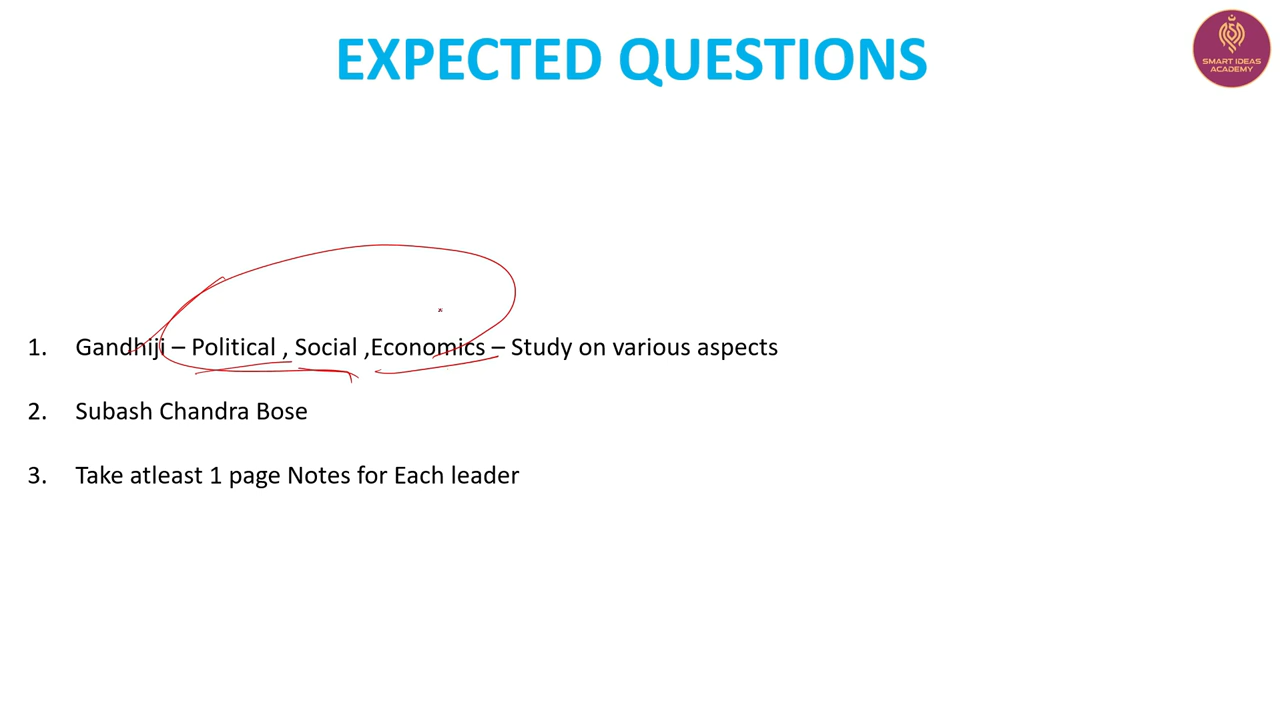 EXPECTED QUESTIONS
SMART IDEAS
ACADEMY
1. Gandhiji – Political , Social ,Economics – Study on various aspects
2. Subash Chandra Bose
3. Take atleast 1 page Notes for Each leader